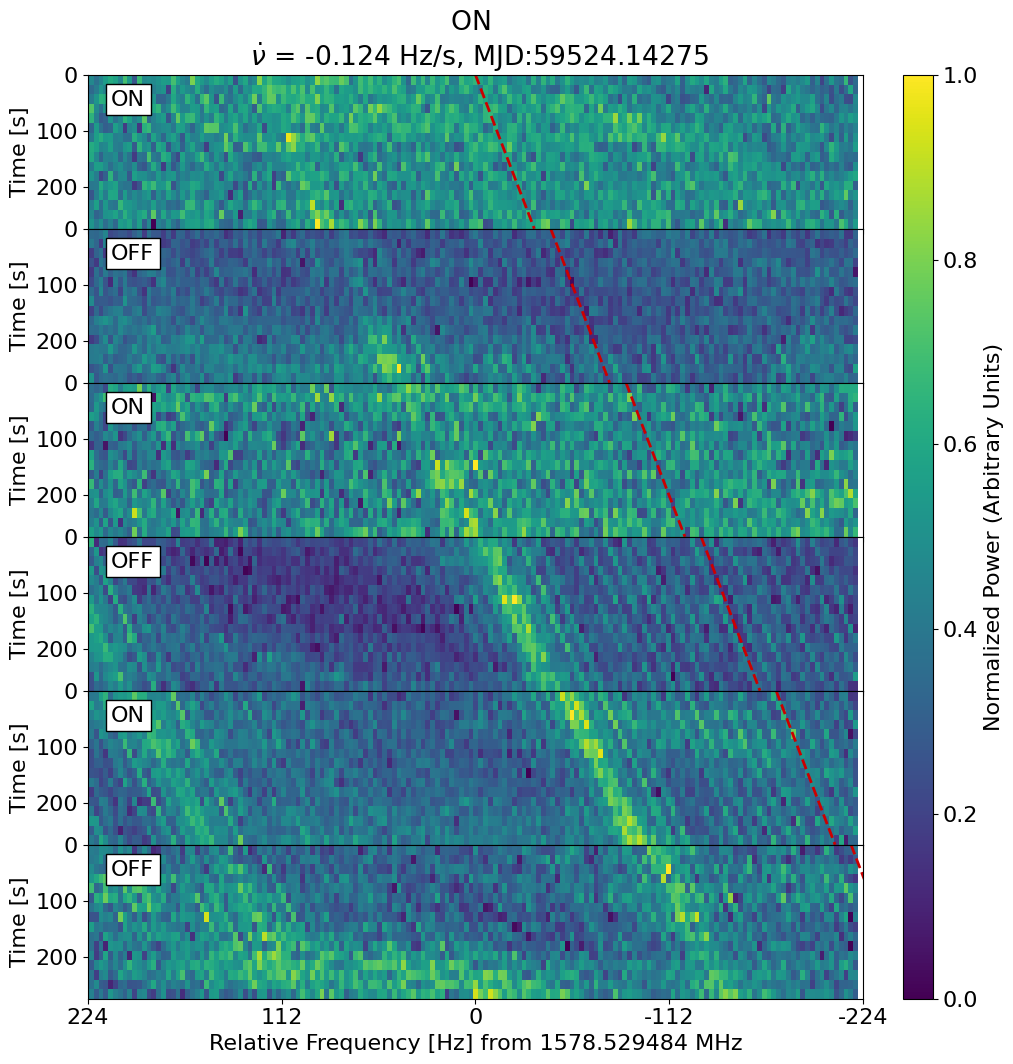 ON
ν̇ = -0.124 Hz/s, MJD:59524.14275
0
100
200
Time [s]
ON
0
100
200
Time [s]
OFF
0
100
200
Time [s]
ON
0
100
200
Time [s]
OFF
0
100
200
Time [s]
ON
0
100
200
Time [s]
OFF
224 112 0 -112 -224
Relative Frequency [Hz] from 1578.529484 MHz
1.0
0.8
0.6
0.4
0.2
0.0
Normalized Power (Arbitrary Units)